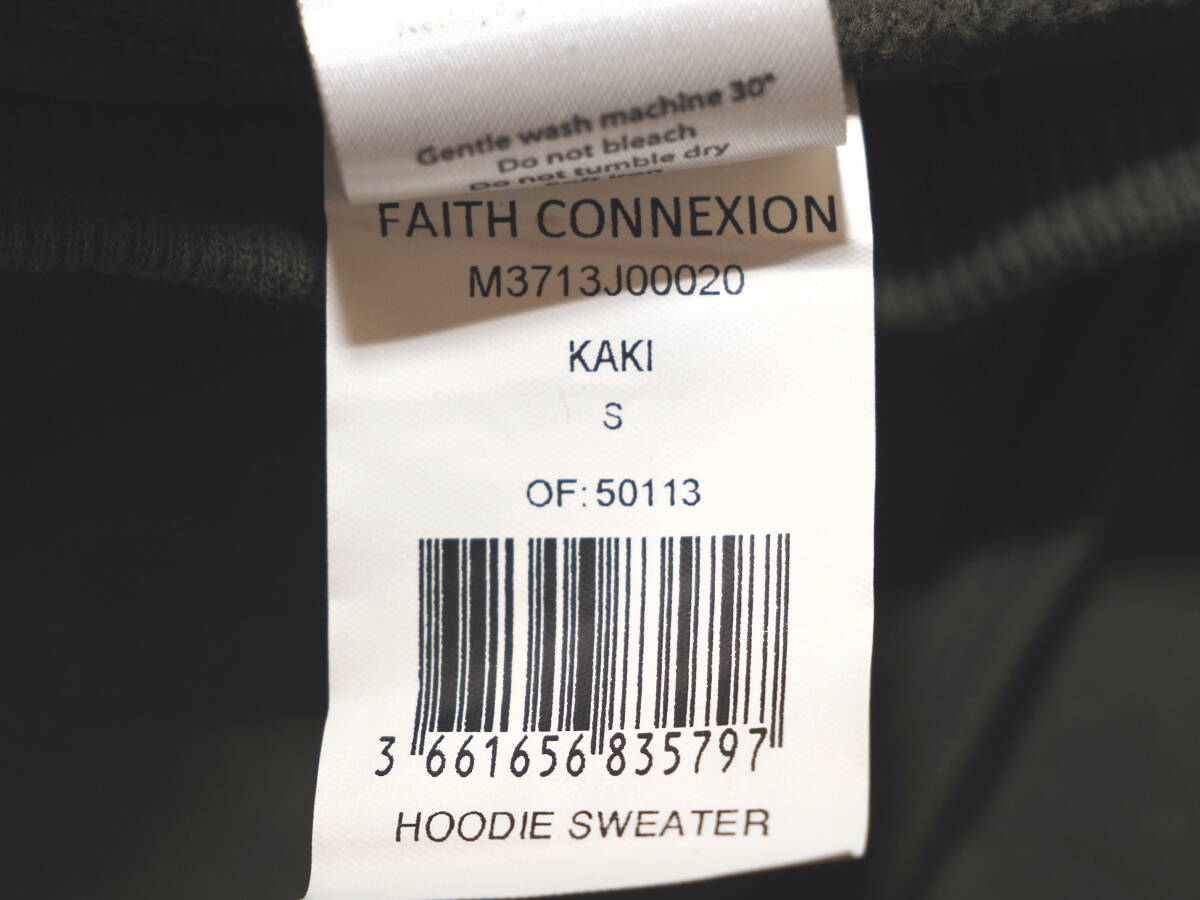 Gentle wash machine 30°
Do not bleach
Do not tumble dry
FAITH CONNEXION
M3713J00020
KAKI
S
OF: 50113
3 661656 835797
HOODIE SWEATER